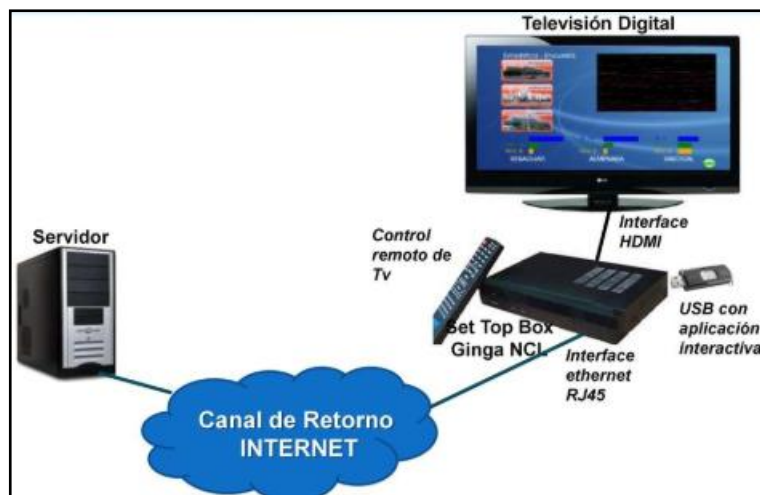 Televisión Digital
Servidor
Control
remoto de
Tv
Interface
HDMI
USB con
aplicación
interactiva
Set Top Box
Ginga NCL
Interface
ethernet
RJ45
Canal de Retorno
INTERNET